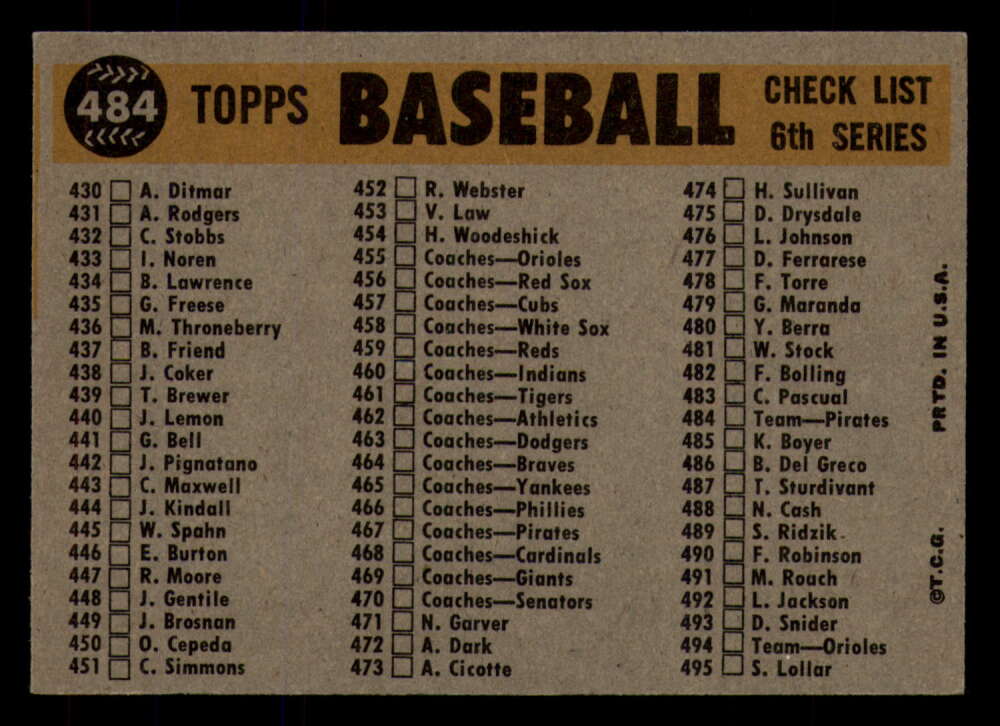 484 TOPPS BASEBALL CHECK LIST
6th SERIES
430 A. Ditmar
431 A. Rodgers
432 C. Stobbs
433 I. Noren
434 B. Lawrence
435 G. Freese
436 M. Throneberry
437 B. Friend
438 J. Coker
439 T. Brewer
440 J. Lemon
441 G. Bell
442 J. Pignatano
443 C. Maxwell
444 J. Kindall
445 W. Spahn
446 E. Burton
447 R. Moore
448 J. Gentile
449 J. Brosnan
450 O. Cepeda
451 C. Simmons
452 R. Webster
453 V. Law
454 H. Woodeshick
455 Coaches—Orioles
456 Coaches—Red Sox
457 Coaches—Cubs
458 Coaches—White Sox
459 Coaches—Reds
460 Coaches—Indians
461 Coaches—Tigers
462 Coaches—Athletics
463 Coaches—Dodgers
464 Coaches—Braves
465 Coaches—Yankees
466 Coaches—Phillies
467 Coaches—Pirates
468 Coaches—Cardinals
469 Coaches—Giants
470 Coaches—Senators
471 N. Garver
472 A. Dark
473 A. Cicotte
474 H. Sullivan
475 D. Drysdale
476 L. Johnson
477 D. Ferrarese
478 F. Torre
479 G. Maranda
480 Y. Berra
481 W. Stock
482 F. Bolling
483 C. Pascual
484 Team—Pirates
485 K. Boyer
486 B. Del Greco
487 T. Sturdivant
488 N. Cash
489 S. Ridzik
490 F. Robinson
491 M. Roach
492 L. Jackson
493 D. Snider
494 Team—Orioles
495 S. Lollar
©T.C.G. PRTD. IN U.S.A.